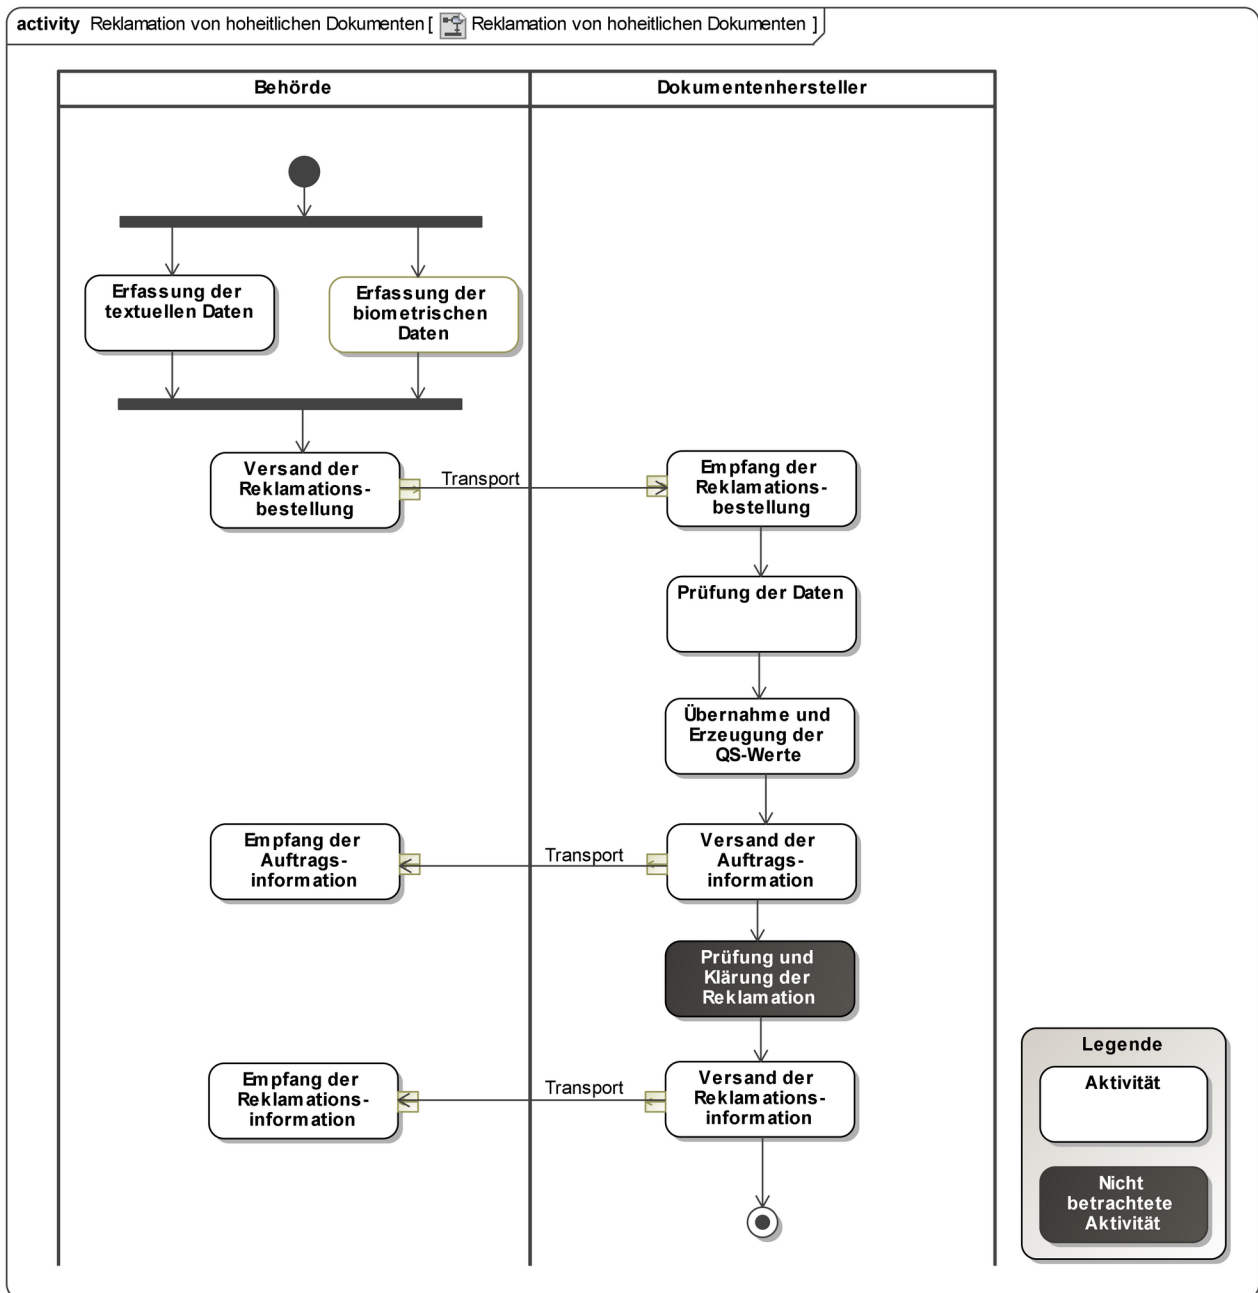 activity Reklamation von hoheitlichen Dokumenten [ Reklamation von hoheitlichen Dokumenten ]
Behörde
Dokumentenhersteller
Erfassung der
textuellen Daten
Erfassung der
biometrischen
Daten
Versand der
Reklamations-
bestellung
Transport
Empfang der
Reklamations-
bestellung
Prüfung der Daten
Übernahme und
Erzeugung der
QS-Werte
Empfang der
Auftrags-
information
Transport
Versand der
Auftrags-
information
Prüfung und
Klärung der
Reklamation
Empfang der
Reklamations-
information
Transport
Versand der
Reklamations-
information
Legende
Aktivität
Nicht
betrachtete
Aktivität